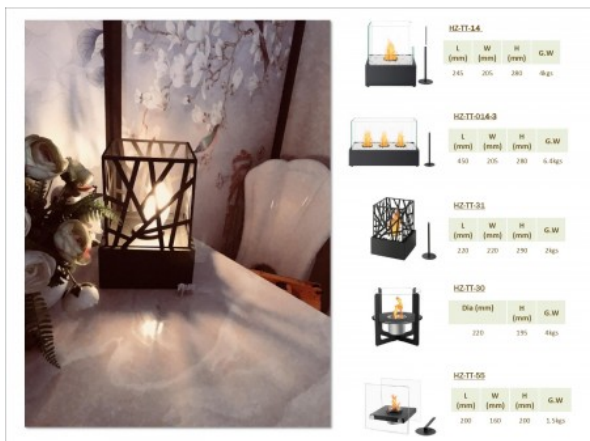 HZ-TT-14
L (mm) W (mm) H (mm) G.W
245 205 280 4kgs
HZ-TT-014-3
L (mm) W (mm) H (mm) G.W
450 205 280 6.4kgs
HZ-TT-31
L (mm) W (mm) H (mm) G.W
220 220 290 2kgs
HZ-TT-30
Dia (mm) H (mm) G.W
220 195 4kgs
HZ-TT-55
L (mm) W (mm) H (mm) G.W
200 160 200 1.5kgs